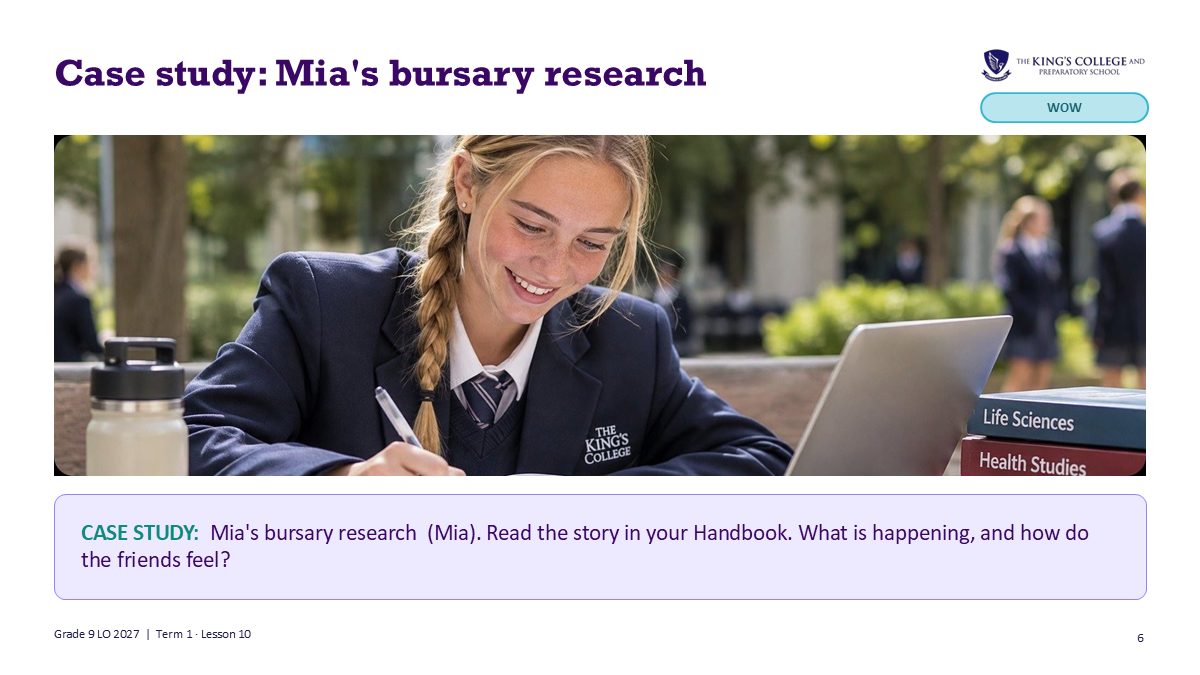 Case study: Mia's bursary research
THE KING'S COLLEGE AND
PREPARATORY SCHOOL
WOW
THE
KING'S
COLLEGE
Life Sciences
Health Studies
CASE STUDY:  Mia's bursary research  (Mia). Read the story in your Handbook. What is happening, and how do
the friends feel?
Grade 9 LO 2027  |  Term 1 · Lesson 10
6